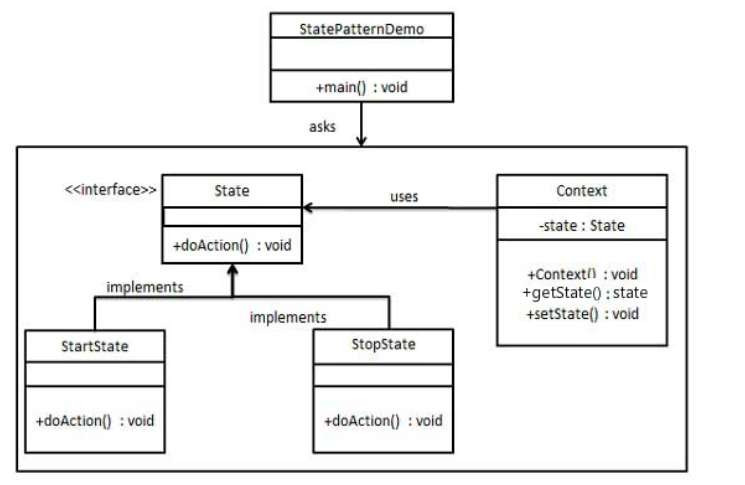 StatePatternDemo
+main() : void
asks
<<interface>>
State
+doAction() : void
uses
Context
-state : State
+Context() : void
+getState() : state
+setState() : void
implements
implements
StartState
+doAction() : void
StopState
+doAction() : void